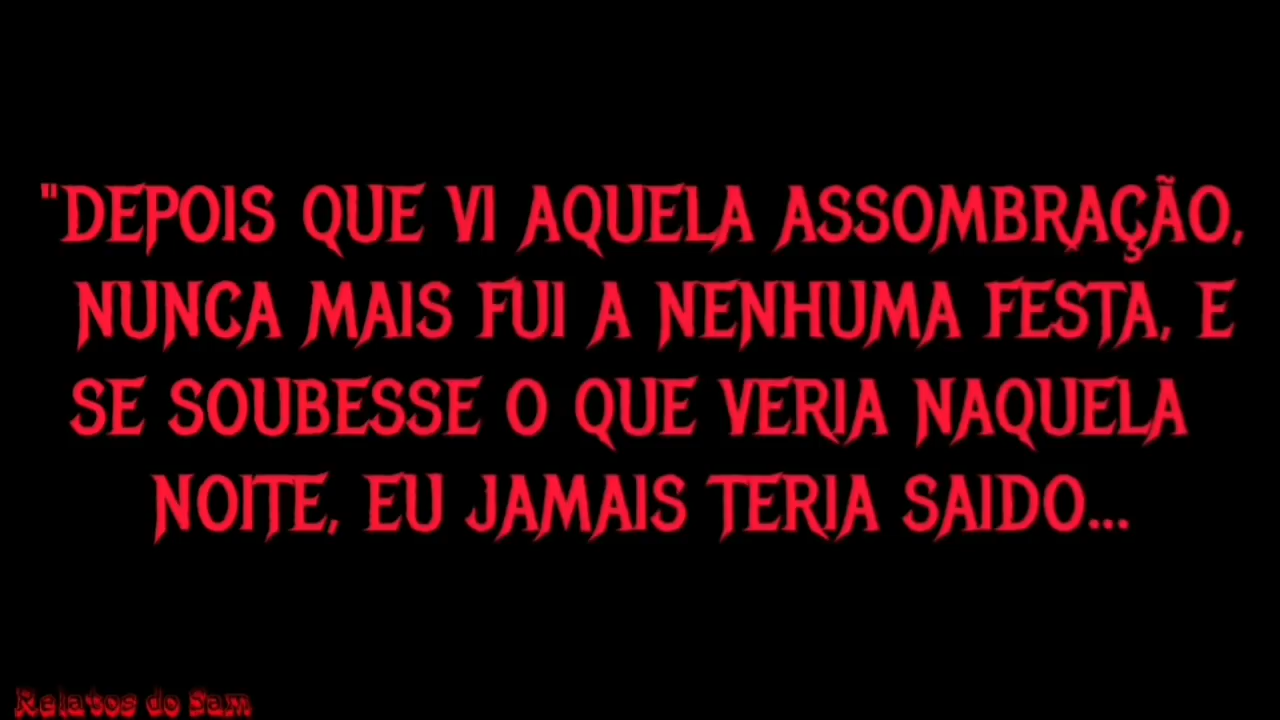 "DEPOIS QUE VI AQUELA ASSOMBRAÇÃO,
NUNCA MAIS FUI A NENHUMA FESTA, E
SE SOUBESSE O QUE VERIA NAQUELA
NOITE, EU JAMAIS TERIA SAIDO...
Relatos do Sam